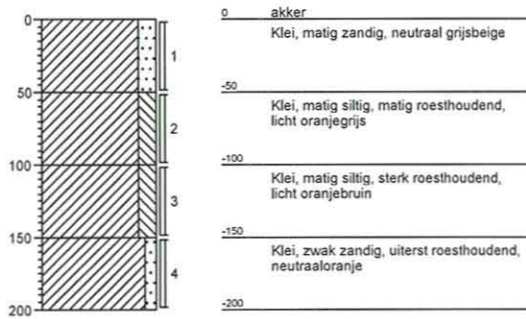 0
50
100
150
200
1
2
3
4
0 akker
Klei, matig zandig, neutraal grijsbeige
-50
Klei, matig siltig, matig roesthoudend,
licht oranjegrijs
-100
Klei, matig siltig, sterk roesthoudend,
licht oranjebruin
-150
Klei, zwak zandig, uiterst roesthoudend,
neutraaloranje
-200